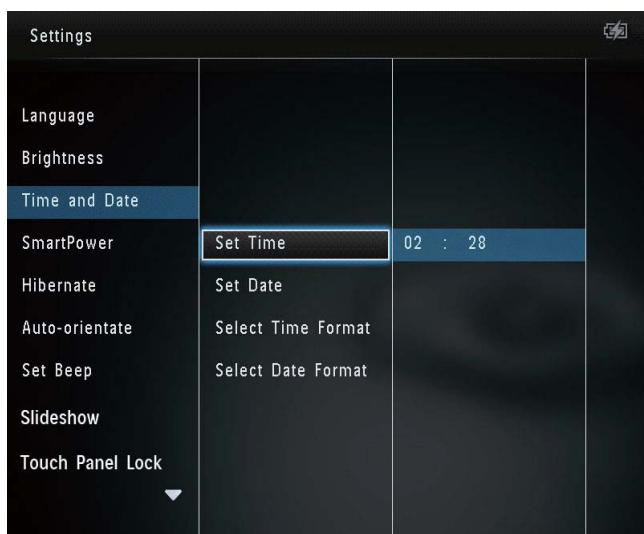 Settings
Language
Brightness
Time and Date
SmartPower
Hibernate
Auto-orientate
Set Beep
Slideshow
Touch Panel Lock
Set Time
Set Date
Select Time Format
Select Date Format
02 : 28